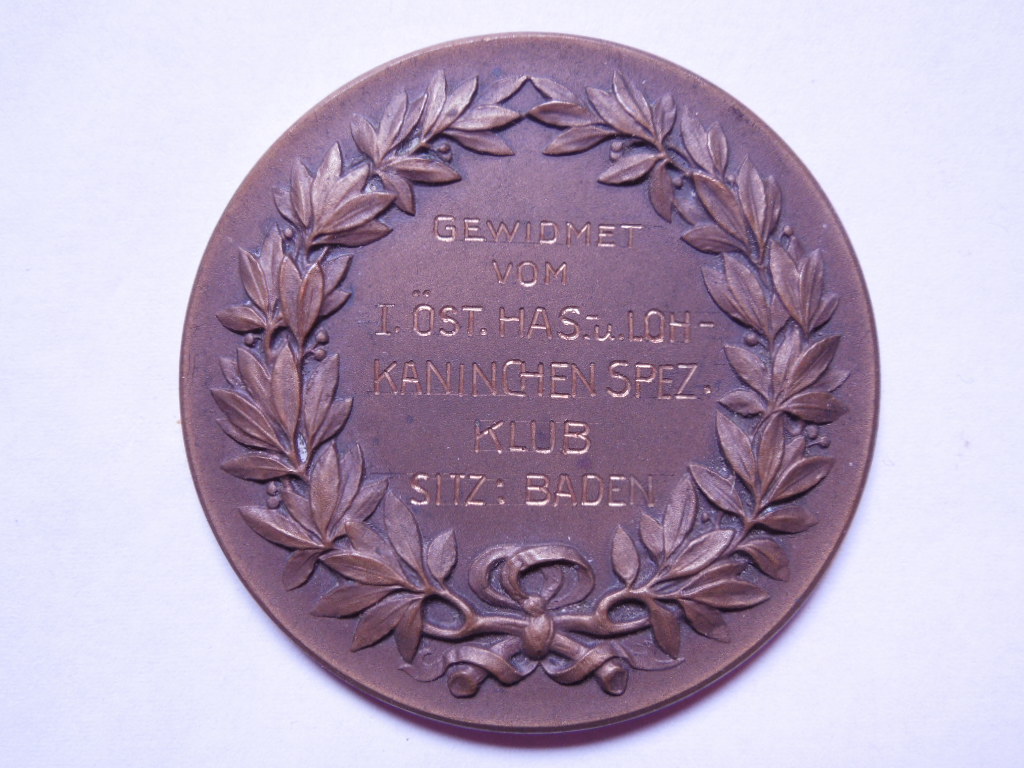 GEWIDMET
VOM
I. ÖST. HAS. u. LOH-
KANINCHEN SPEZ.
KLUB
SITZ: BADEN